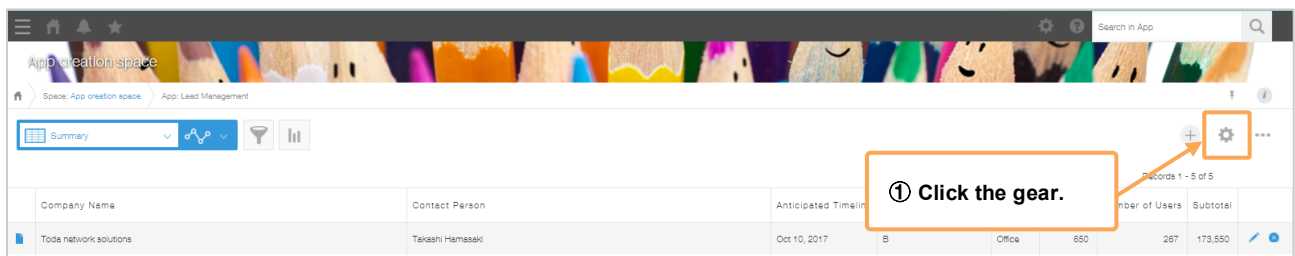 Search in App
App creation space
Space: App creation space App: Lead Management
Summary
Records 1 - 5 of 5
① Click the gear.
Company Name Contact Person Anticipated Timelin mber of Users Subtotal
Toda network solutions Takashi Hamasaki Oct 10, 2017 B Office 650 267 173,550